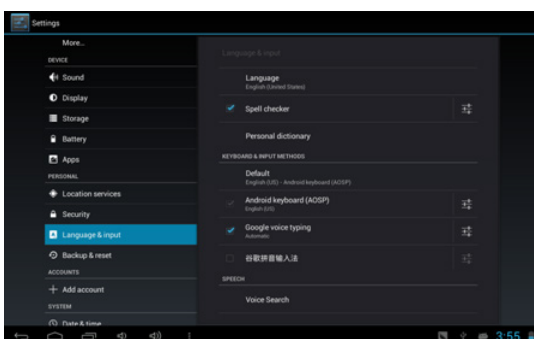 Settings
More...
DEVICE
Sound
Display
Storage
Battery
Apps
PERSONAL
Location services
Security
Language & input
Backup & reset
ACCOUNTS
Add account
SYSTEM
Date & time
Language & input
Language
English (United States)
Spell checker
Personal dictionary
KEYBOARD & INPUT METHODS
Default
English (US) - Android keyboard (AOSP)
Android keyboard (AOSP)
English (US)
Google voice typing
Automatic
谷歌拼音输入法
SPEECH
Voice Search
3:55